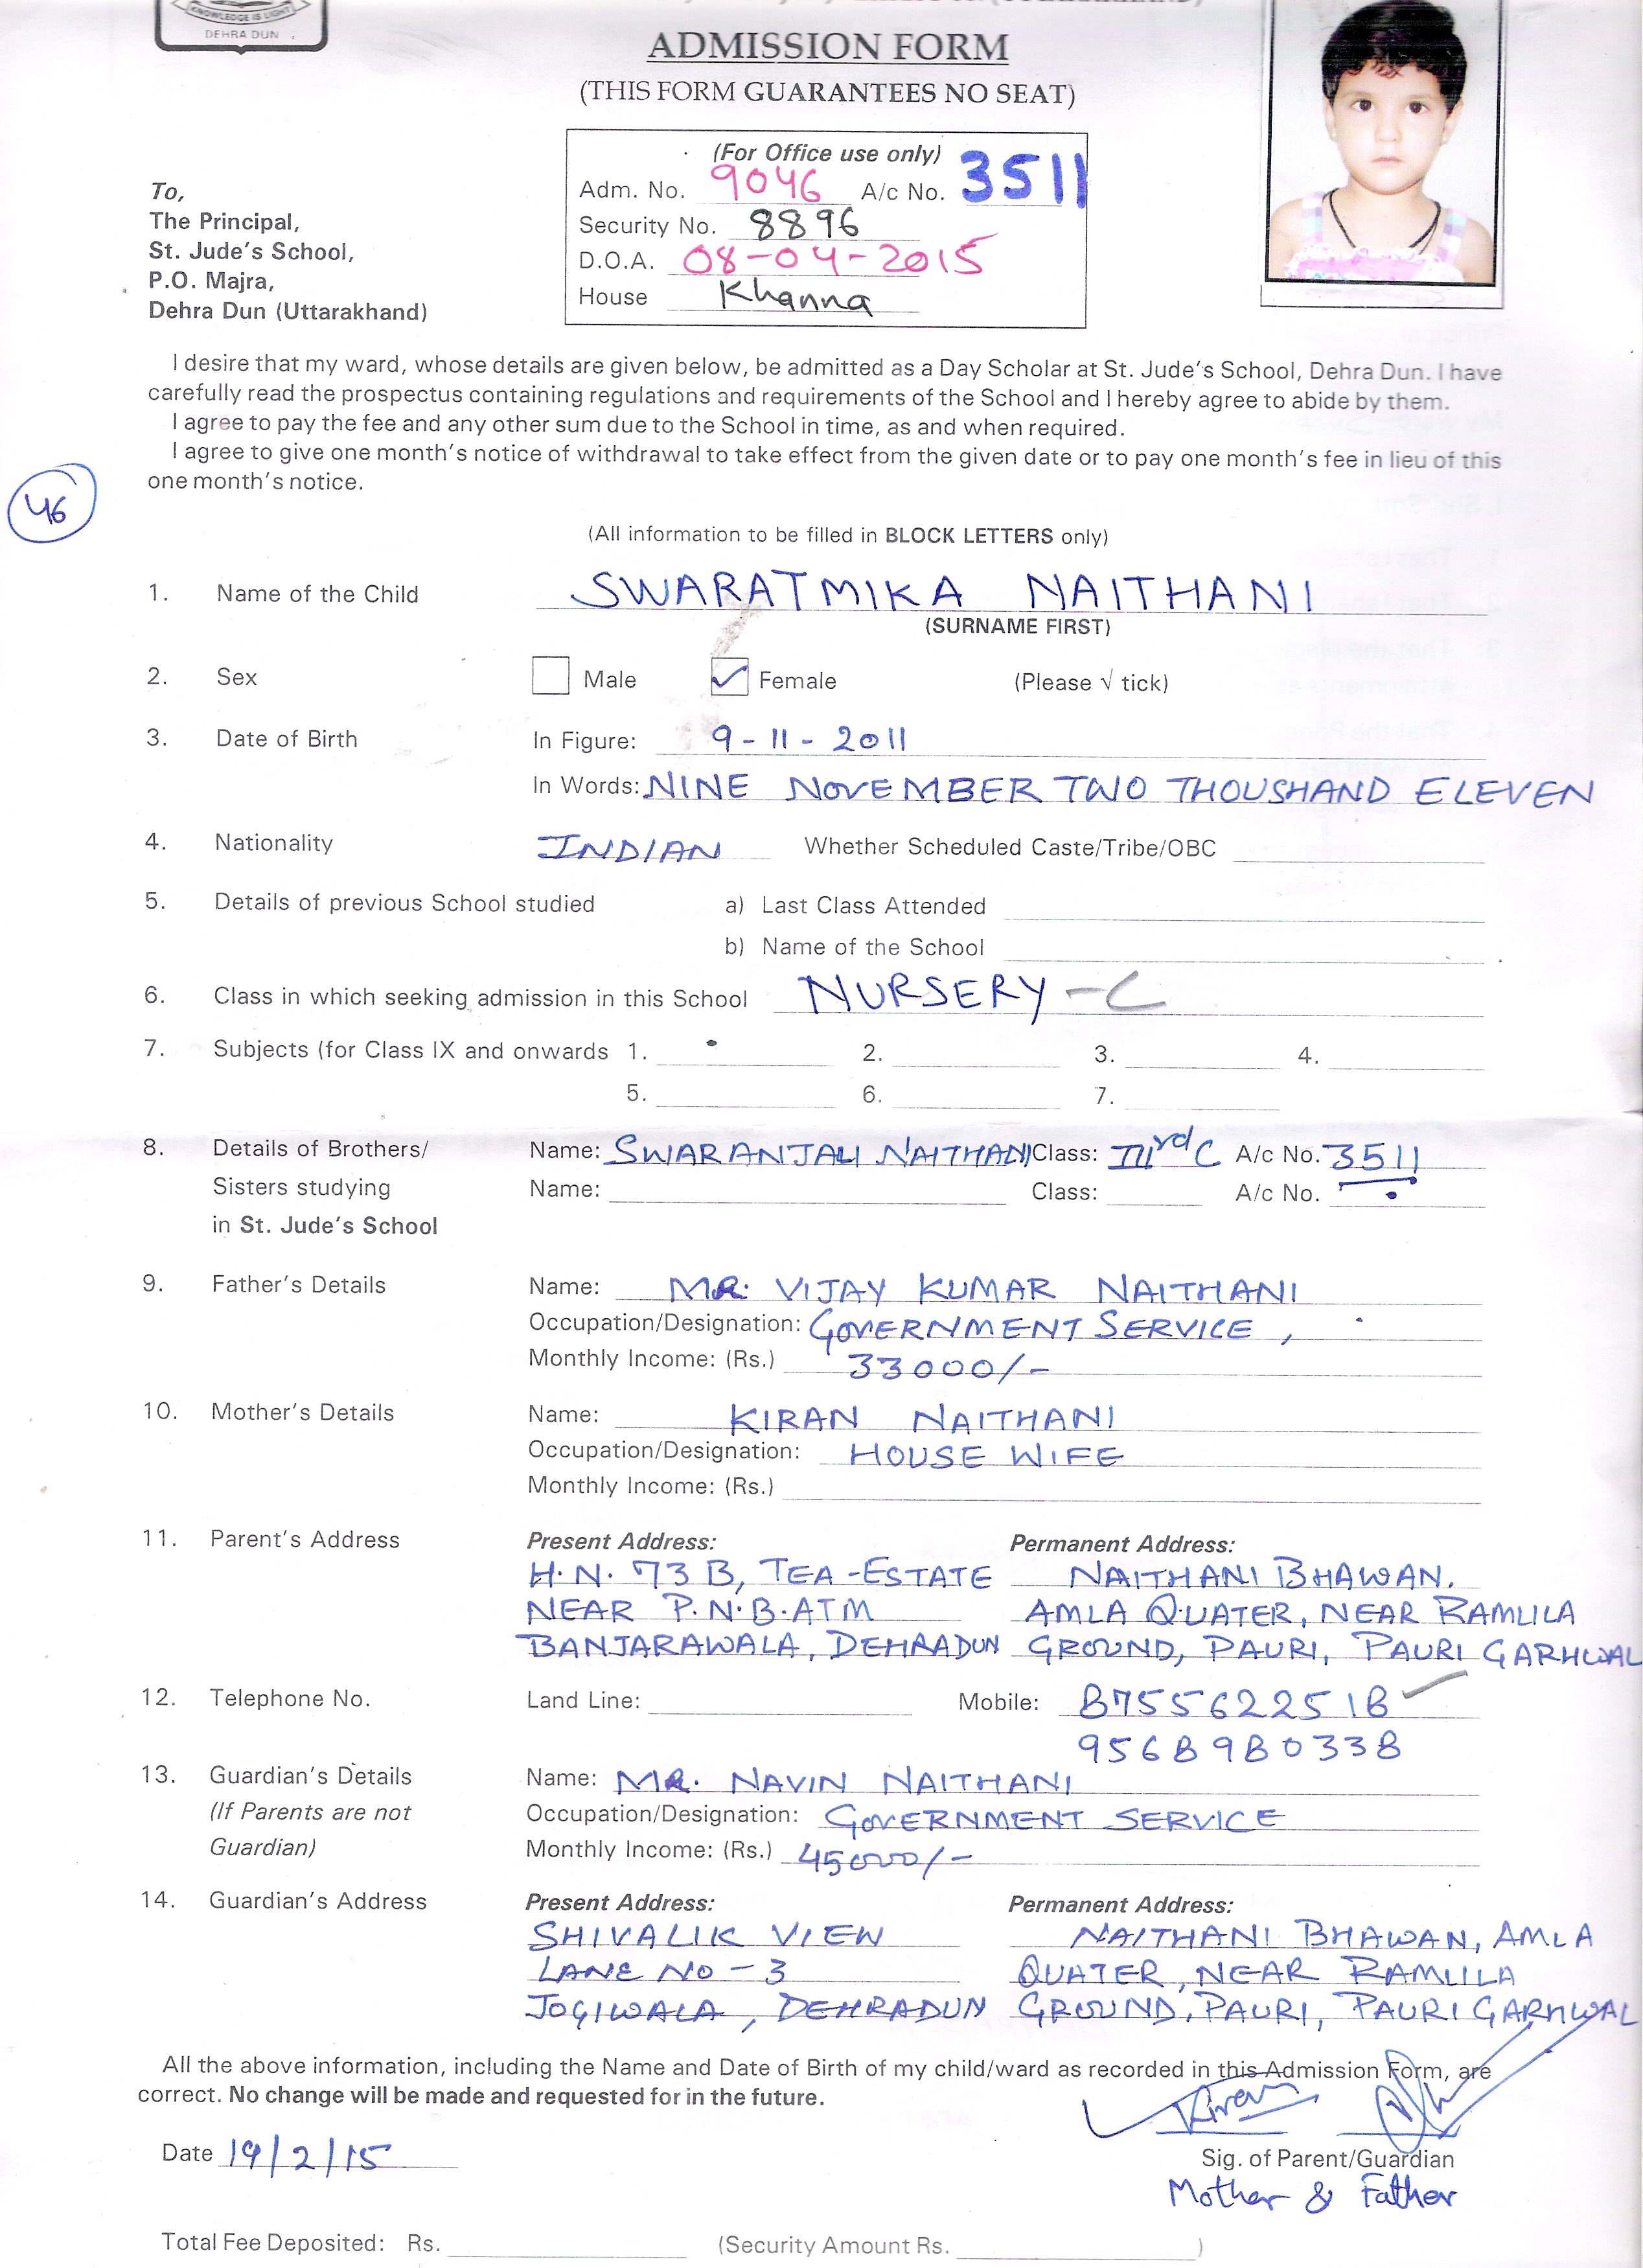 KNOWLEDGE IS LIGHT
DEHRA DUN
ADMISSION FORM
(THIS FORM GUARANTEES NO SEAT)
(For Office use only)
Adm. No. 9046 A/c No. 3511
Security No. 8896
D.O.A. 08-04-2015
House Khanna
To,
The Principal,
St. Jude's School,
P.O. Majra,
Dehra Dun (Uttarakhand)
I desire that my ward, whose details are given below, be admitted as a Day Scholar at St. Jude's School, Dehra Dun. I have
carefully read the prospectus containing regulations and requirements of the School and I hereby agree to abide by them.
I agree to pay the fee and any other sum due to the School in time, as and when required.
I agree to give one month's notice of withdrawal to take effect from the given date or to pay one month's fee in lieu of this
one month's notice.
46
(All information to be filled in BLOCK LETTERS only)
1. Name of the Child SWARATMIKA NAITHANI
(SURNAME FIRST)
2. Sex Male ✓ Female (Please √ tick)
3. Date of Birth In Figure: 9-11-2011
In Words: NINE NOVEMBER TWO THOUSHAND ELEVEN
4. Nationality INDIAN Whether Scheduled Caste/Tribe/OBC
5. Details of previous School studied a) Last Class Attended
b) Name of the School
6. Class in which seeking admission in this School NURSERY - C
7. Subjects (for Class IX and onwards 1. 2. 3. 4.
5. 6. 7.
8. Details of Brothers/ Name: SWARANJALI NAITHANI Class: IIIrd C A/c No. 3511
Sisters studying Name: Class: A/c No.
in St. Jude's School
9. Father's Details Name: MR. VIJAY KUMAR NAITHANI
Occupation/Designation: GOVERNMENT SERVICE,
Monthly Income: (Rs.) 33000/-
10. Mother's Details Name: KIRAN NAITHANI
Occupation/Designation: HOUSE WIFE
Monthly Income: (Rs.)
11. Parent's Address Present Address: Permanent Address:
H.N. 73 B, TEA-ESTATE NAITHANI BHAWAN,
NEAR P.N.B. ATM AMLA QUATER, NEAR RAMLILA
BANJARAWALA, DEHRADUN GROUND, PAURI, PAURI GARHWAL
12. Telephone No. Land Line: Mobile: 8755622518
9568980338
13. Guardian's Details Name: MR. NAVIN NAITHANI
(If Parents are not Occupation/Designation: GOVERNMENT SERVICE
Guardian) Monthly Income: (Rs.) 45000/-
14. Guardian's Address Present Address: Permanent Address:
SHIVALIK VIEW NAITHANI BHAWAN, AMLA
LANE NO-3 QUATER, NEAR RAMLILA
JOGIWALA, DEHRADUN GROUND, PAURI, PAURI GARHWAL
All the above information, including the Name and Date of Birth of my child/ward as recorded in this Admission Form, are
correct. No change will be made and requested for in the future.
Kiran
Date 19/2/15
Sig. of Parent/Guardian
Mother & Father
Total Fee Deposited: Rs. (Security Amount Rs. )